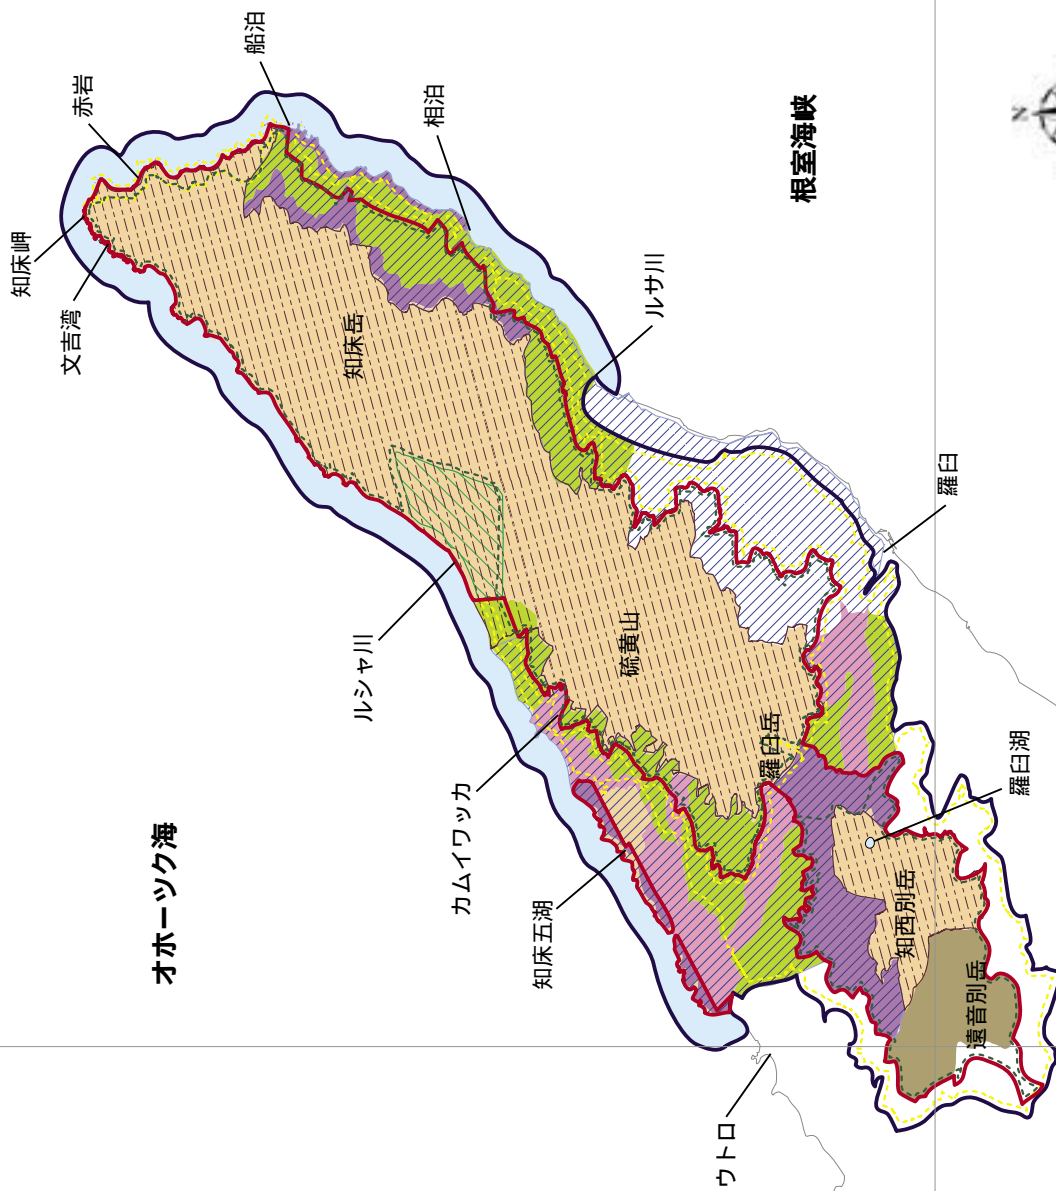 知床岬
赤岩
船泊
文吉湾
相泊
根室海峡
N
知床岳
ルサ川
ルシャ川
羅臼
硫黄山
カムイワッカ
羅臼岳
羅臼湖
オホーツク海
知床五湖
知西別岳
遠音別岳
ウトロ